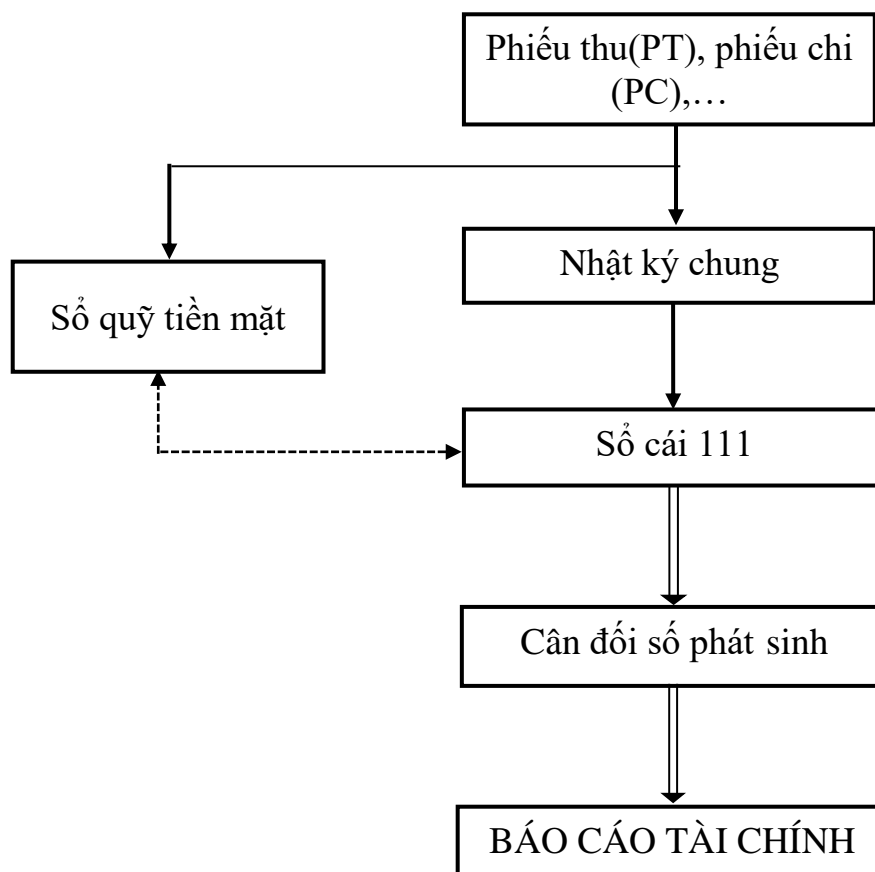 Phiếu thu(PT), phiếu chi
(PC),…
Nhật ký chung
Sổ quỹ tiền mặt
Sổ cái 111
Cân đối số phát sinh
BÁO CÁO TÀI CHÍNH